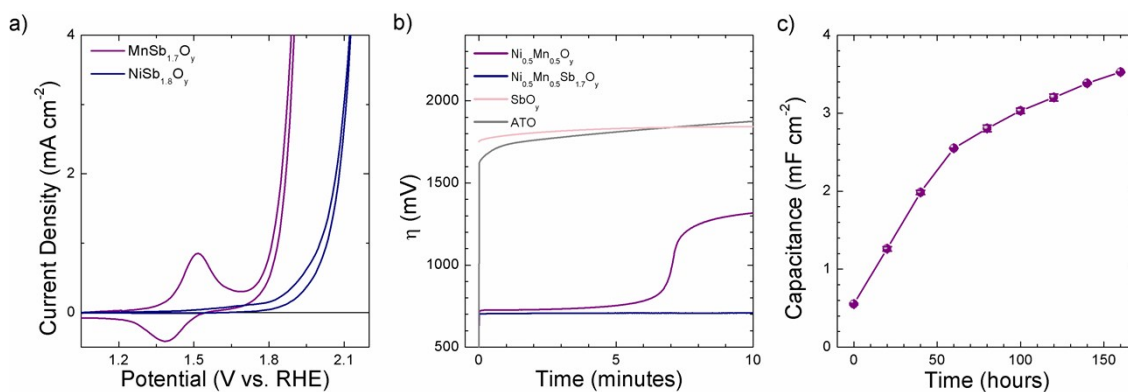 a)
MnSb1.7Oy
NiSb1.8Oy
Current Density (mA cm−2)
4
2
0
1.2 1.5 1.8 2.1
Potential (V vs. RHE)
b)
Ni0.5Mn0.5Oy
Ni0.5Mn0.5Sb1.7Oy
SbOy
ATO
η (mV)
2000
1500
1000
500
0 5 10
Time (minutes)
c)
Capacitance (mF cm−2)
4
3
2
1
0
0 50 100 150
Time (hours)